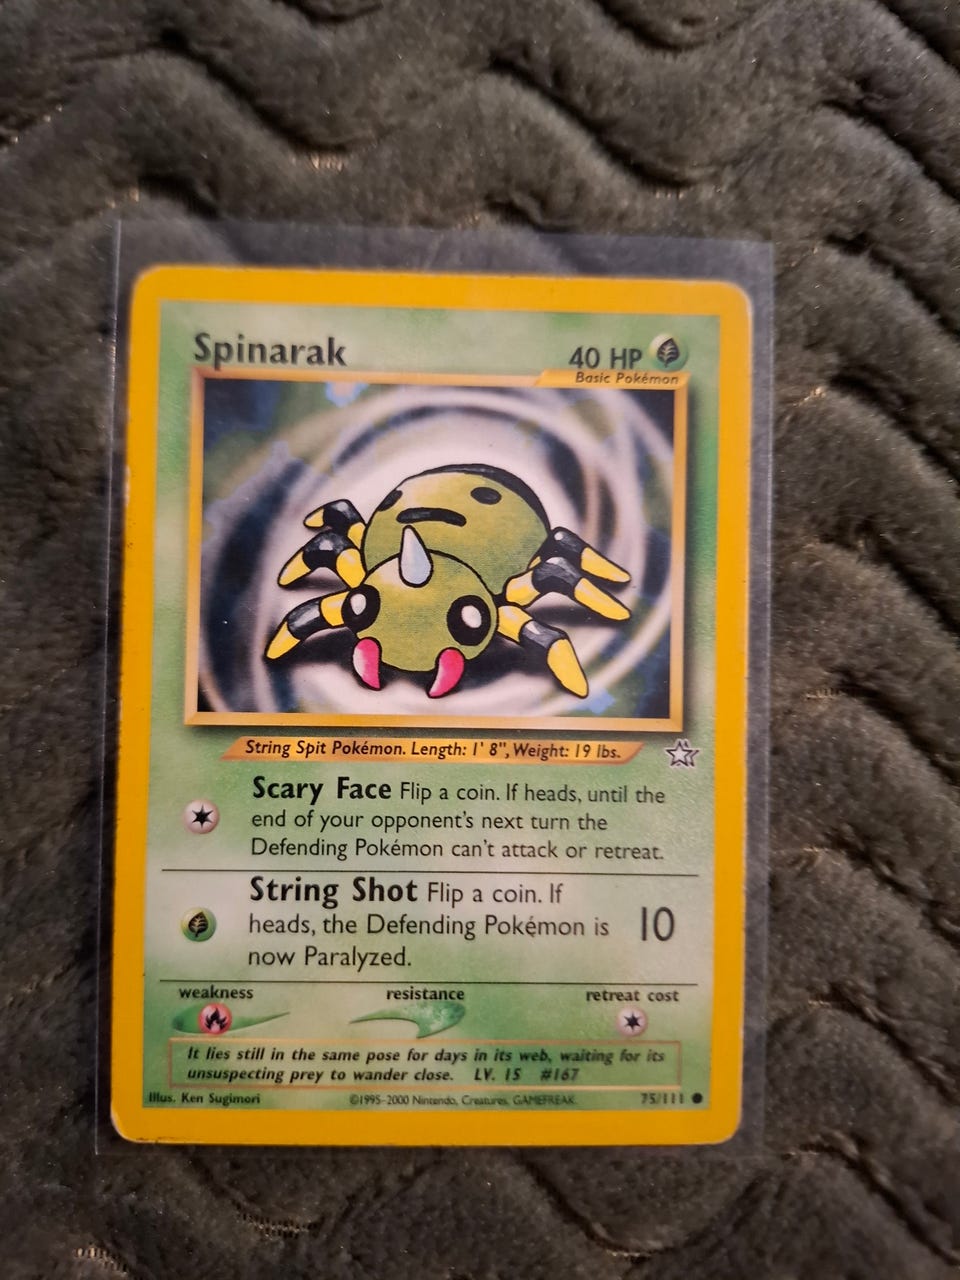 Spinarak
40 HP
Basic Pokémon
String Spit Pokémon. Length: 1' 8", Weight: 19 lbs.
Scary Face Flip a coin. If heads, until the
end of your opponent's next turn the
Defending Pokémon can't attack or retreat.
String Shot Flip a coin. If
heads, the Defending Pokémon is
now Paralyzed.
10
weakness
resistance
retreat cost
It lies still in the same pose for days in its web, waiting for its
unsuspecting prey to wander close. LV. 15 #167
Illus. Ken Sugimori
©1995-2000 Nintendo, Creatures, GAMEFREAK.
75/111